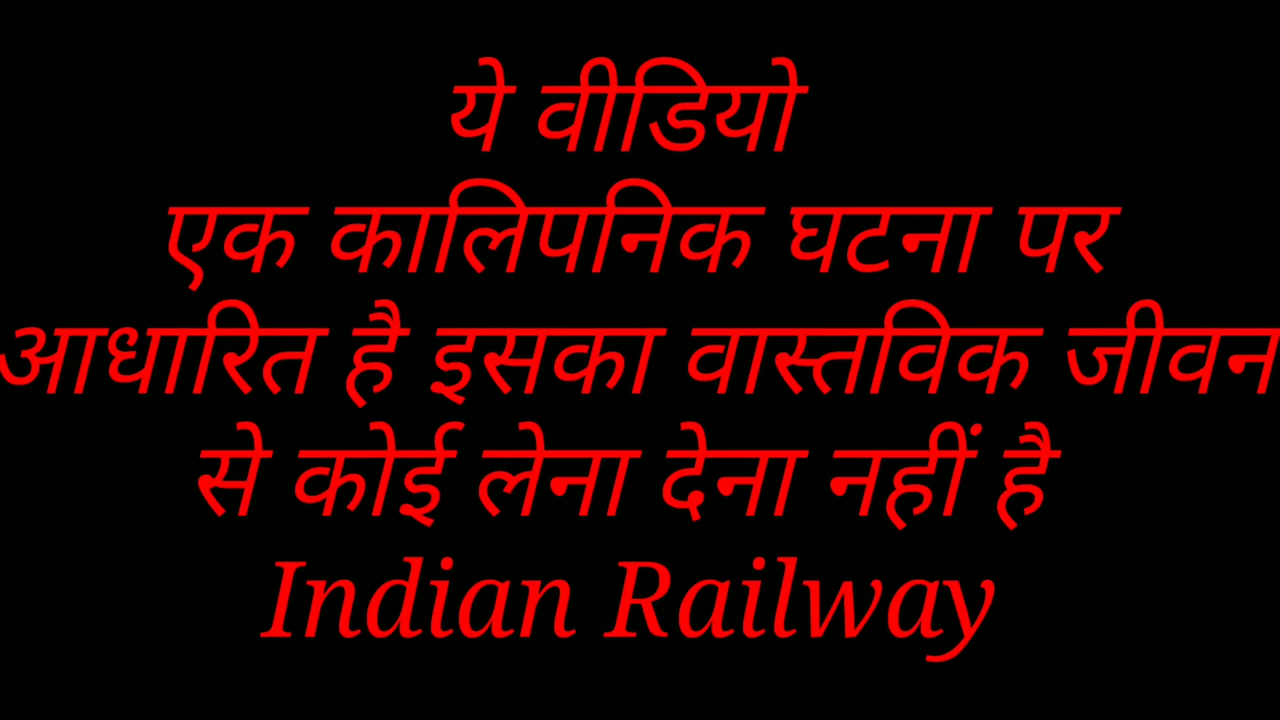 ये वीडियो
एक कालिपनिक घटना पर
आधारित है इसका वास्तविक जीवन
से कोई लेना देना नहीं है
Indian Railway